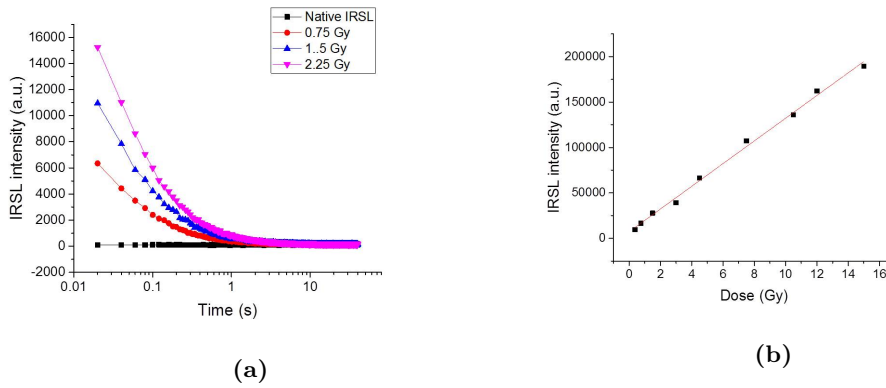 Native IRSL
0.75 Gy
1..5 Gy
2.25 Gy
IRSL intensity (a.u.)
16000
14000
12000
10000
8000
6000
4000
2000
0
-2000
0.01
0.1
1
10
Time (s)
(a)
IRSL intensity (a.u.)
200000
150000
100000
50000
0
0
2
4
6
8
10
12
14
16
Dose (Gy)
(b)